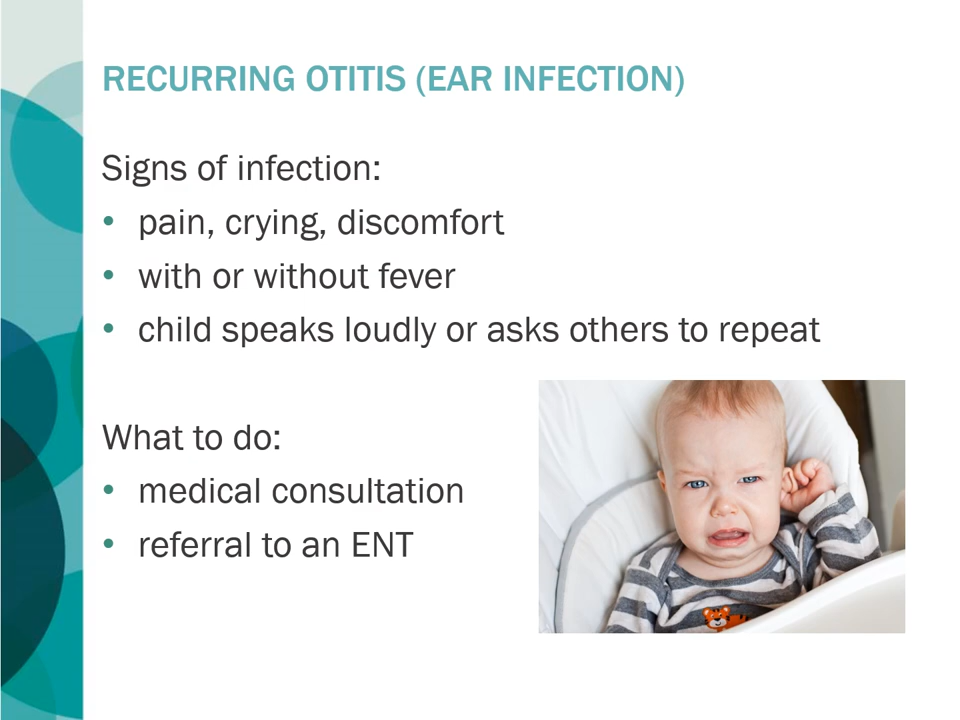 RECURRING OTITIS (EAR INFECTION)
Signs of infection:
• pain, crying, discomfort
• with or without fever
• child speaks loudly or asks others to repeat
What to do:
• medical consultation
• referral to an ENT